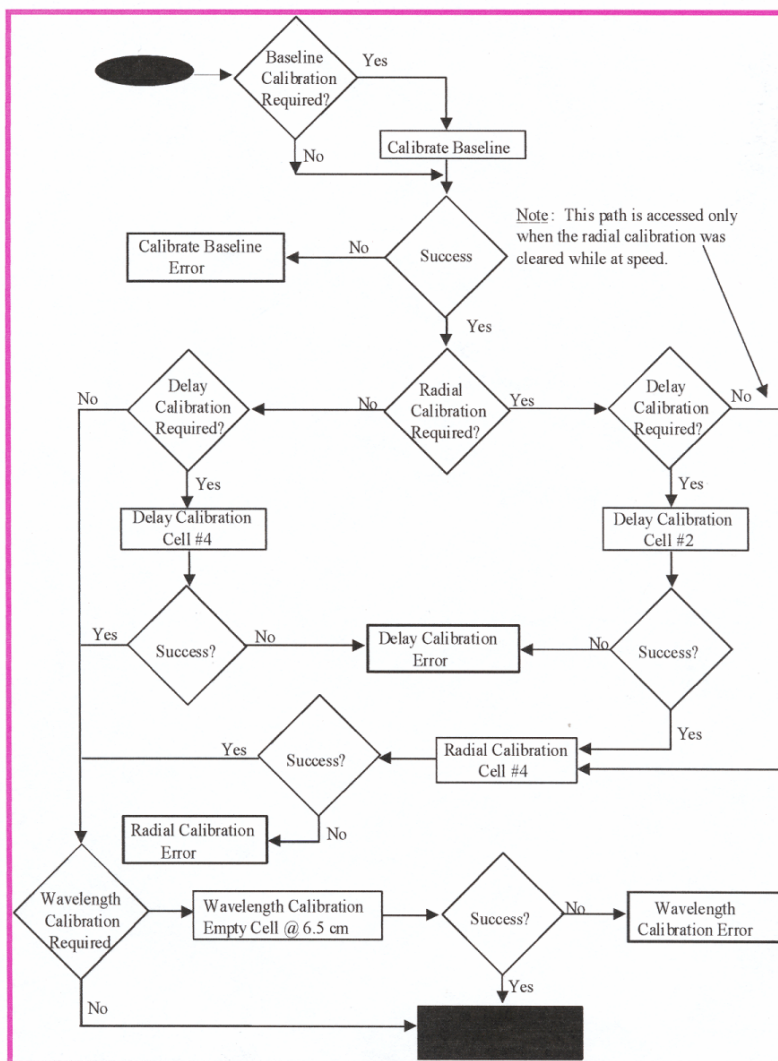 Baseline
Calibration
Required?
Yes
No
Calibrate Baseline
Note: This path is accessed only
when the radial calibration was
cleared while at speed.
Calibrate Baseline
Error
No
Success
Yes
No
Delay
Calibration
Required?
No
Radial
Calibration
Required?
Yes
Delay
Calibration
Required?
No
Yes
Yes
Delay Calibration
Cell #4
Delay Calibration
Cell #2
Yes
Success?
No
Delay Calibration
Error
No
Success?
Yes
Yes
Success?
Radial Calibration
Cell #4
No
Radial Calibration
Error
Wavelength
Calibration
Required
Wavelength Calibration
Empty Cell @ 6.5 cm
Success?
No
Wavelength
Calibration Error
No
Yes